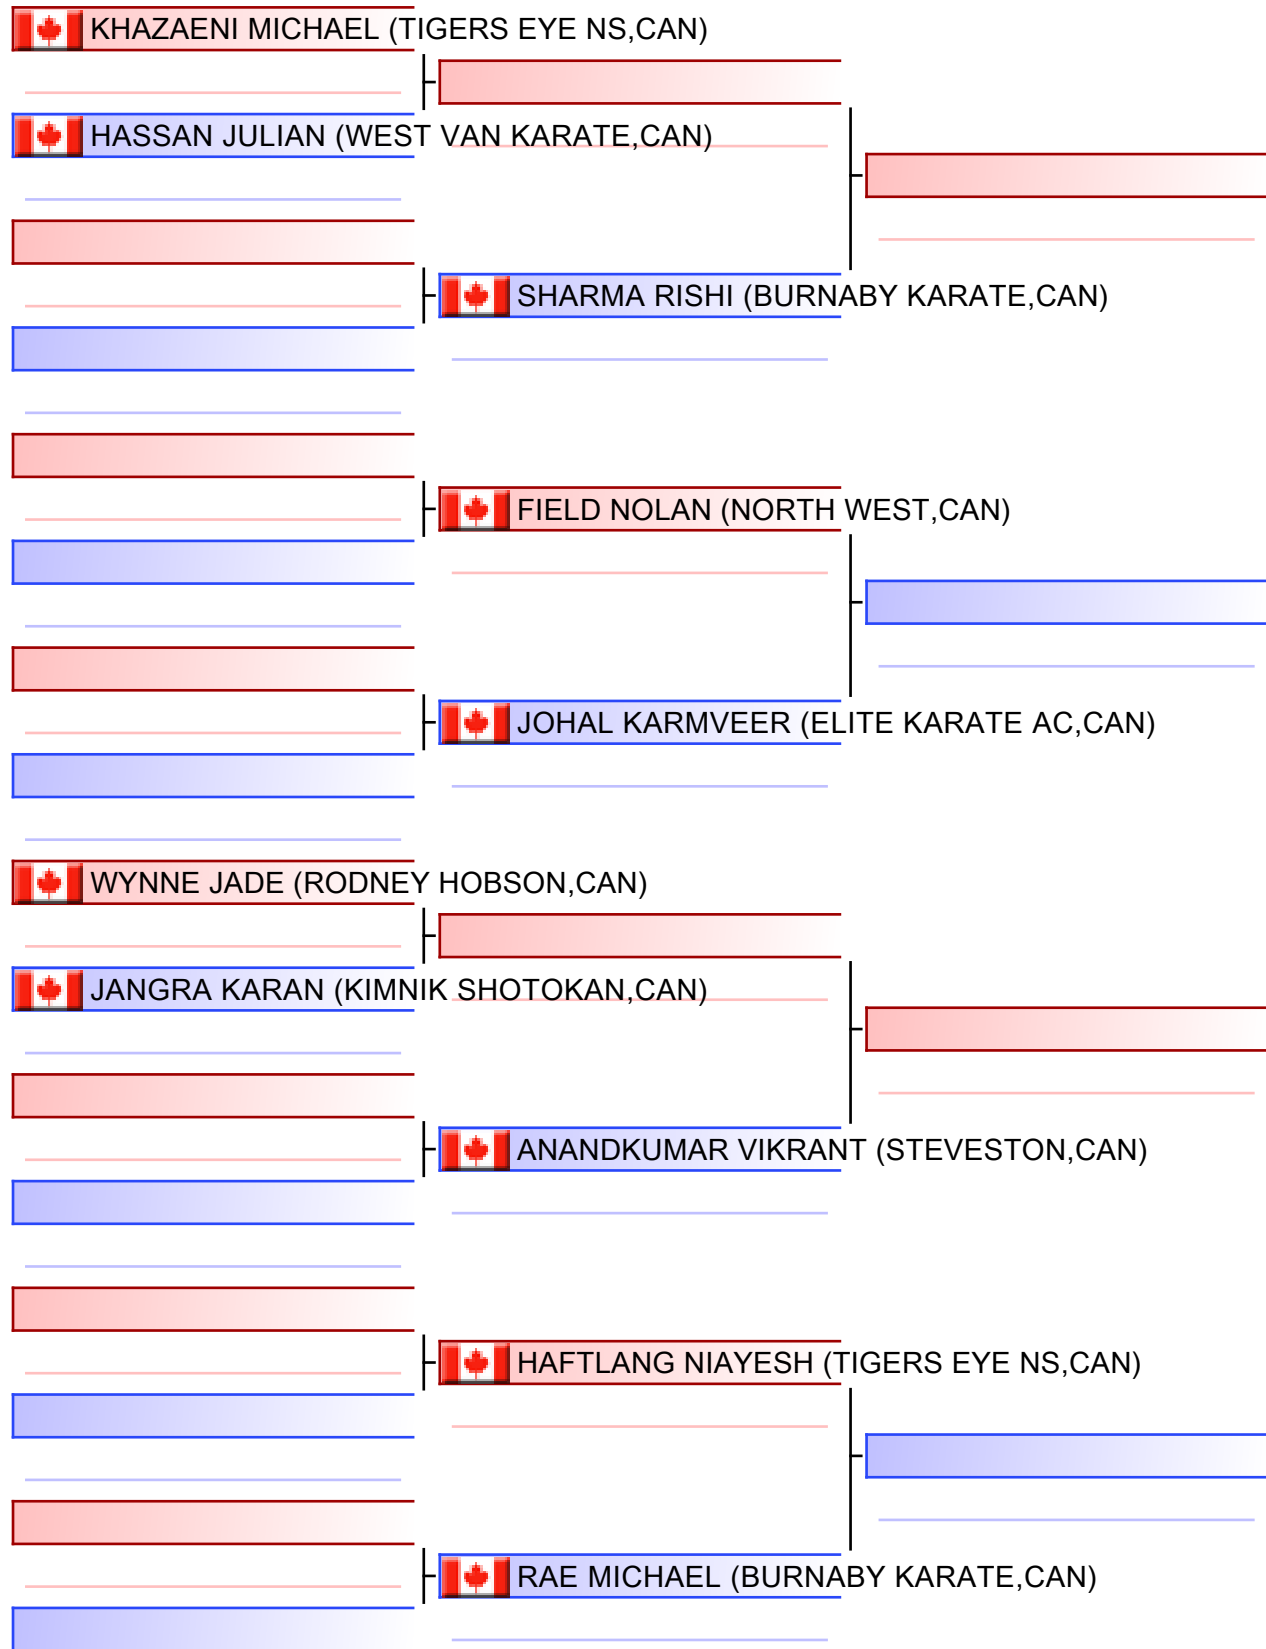 KHAZAENI MICHAEL (TIGERS EYE NS,CAN)
HASSAN JULIAN (WEST VAN KARATE,CAN)
SHARMA RISHI (BURNABY KARATE,CAN)
FIELD NOLAN (NORTH WEST,CAN)
JOHAL KARMVEER (ELITE KARATE AC,CAN)
WYNNE JADE (RODNEY HOBSON,CAN)
JANGRA KARAN (KIMNIK SHOTOKAN,CAN)
ANANDKUMAR VIKRANT (STEVESTON,CAN)
HAFTLANG NIAYESH (TIGERS EYE NS,CAN)
RAE MICHAEL (BURNABY KARATE,CAN)